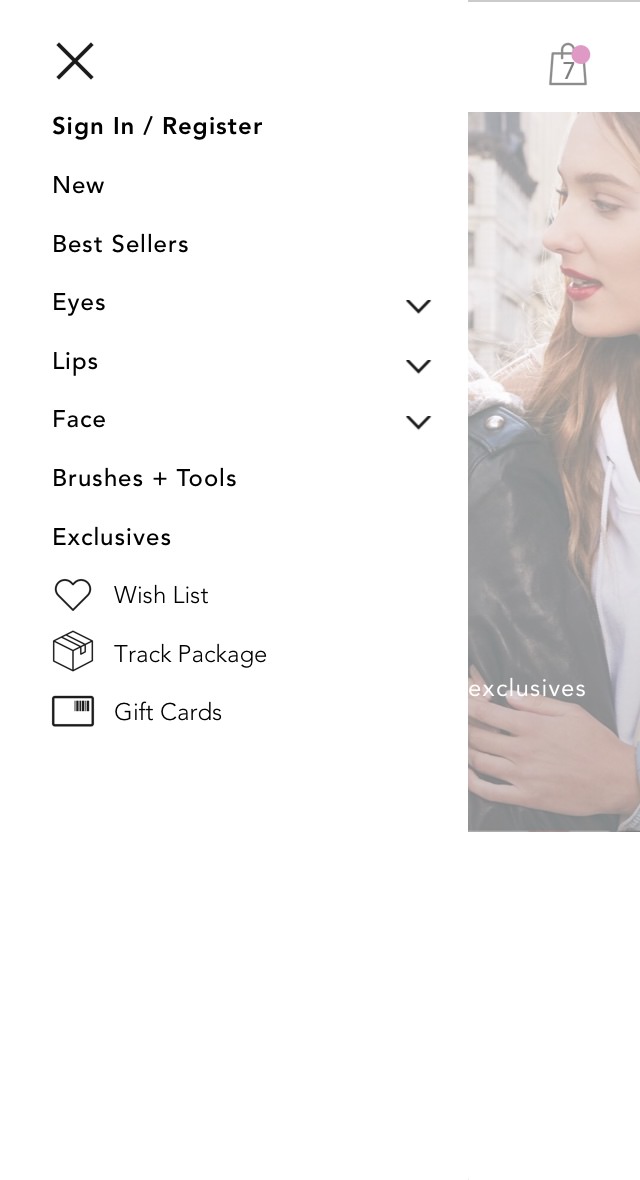 7
Sign In / Register
New
Best Sellers
Eyes
Lips
Face
Brushes + Tools
Exclusives
Wish List
Track Package
exclusives
Gift Cards